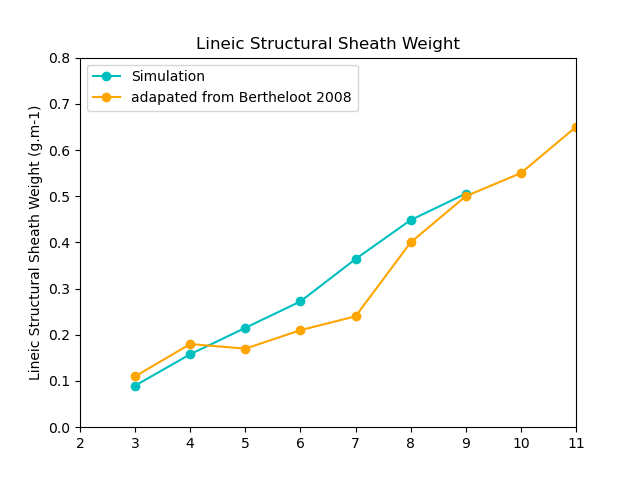 Lineic Structural Sheath Weight
Simulation
adapated from Bertheloot 2008
Lineic Structural Sheath Weight (g.m-1)
0.8
0.7
0.6
0.5
0.4
0.3
0.2
0.1
0.0
2 3 4 5 6 7 8 9 10 11